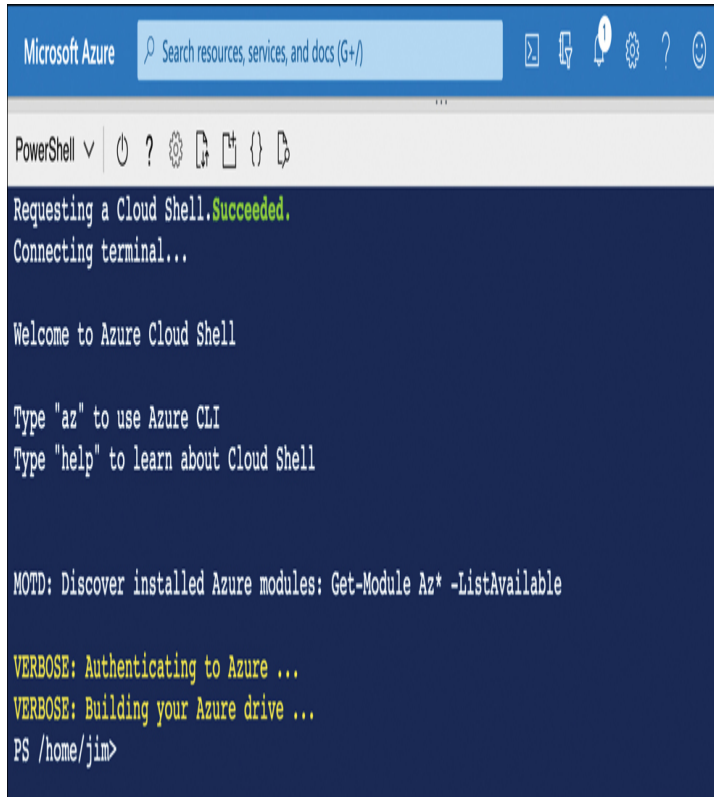 Microsoft Azure Search resources, services, and docs (G+/) 1
PowerShell
Requesting a Cloud Shell.Succeeded.
Connecting terminal...
Welcome to Azure Cloud Shell
Type "az" to use Azure CLI
Type "help" to learn about Cloud Shell
MOTD: Discover installed Azure modules: Get-Module Az* -ListAvailable
VERBOSE: Authenticating to Azure ...
VERBOSE: Building your Azure drive ...
PS /home/jim>